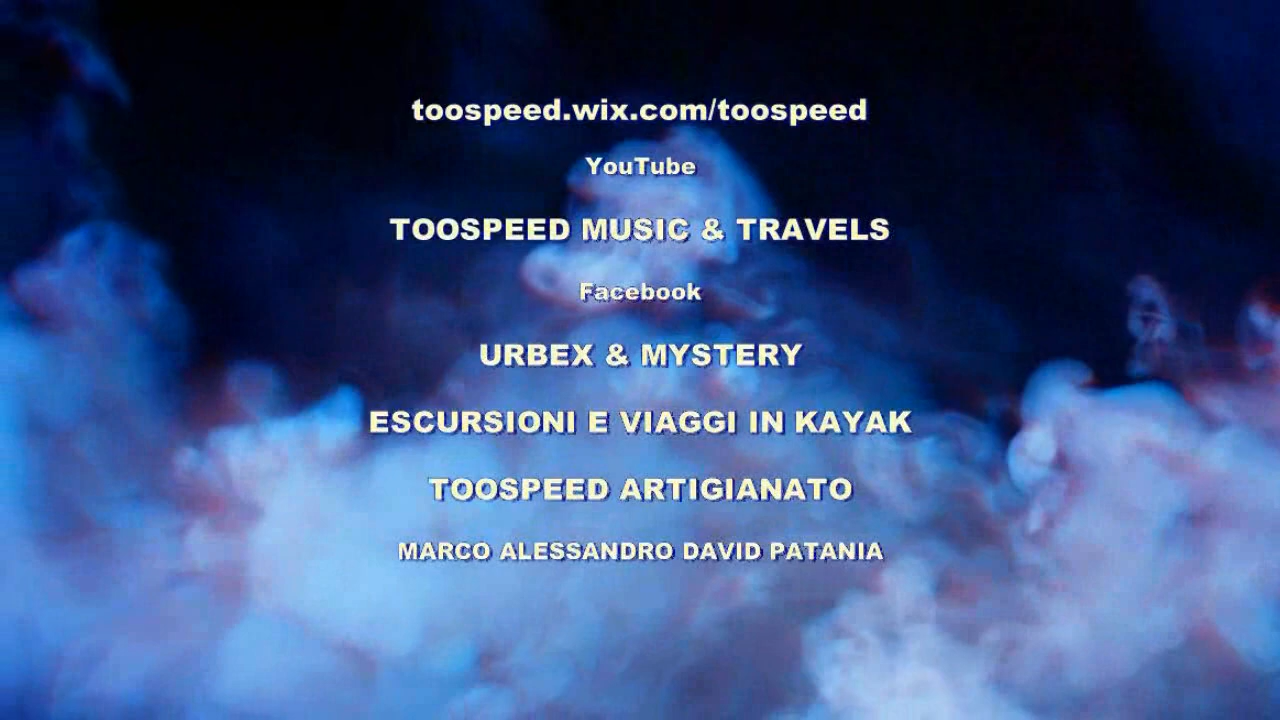 toospeed.wix.com/toospeed
YouTube
TOOSPEED MUSIC & TRAVELS
Facebook
URBEX & MYSTERY
ESCURSIONI E VIAGGI IN KAYAK
TOOSPEED ARTIGIANATO
MARCO ALESSANDRO DAVID PATANIA